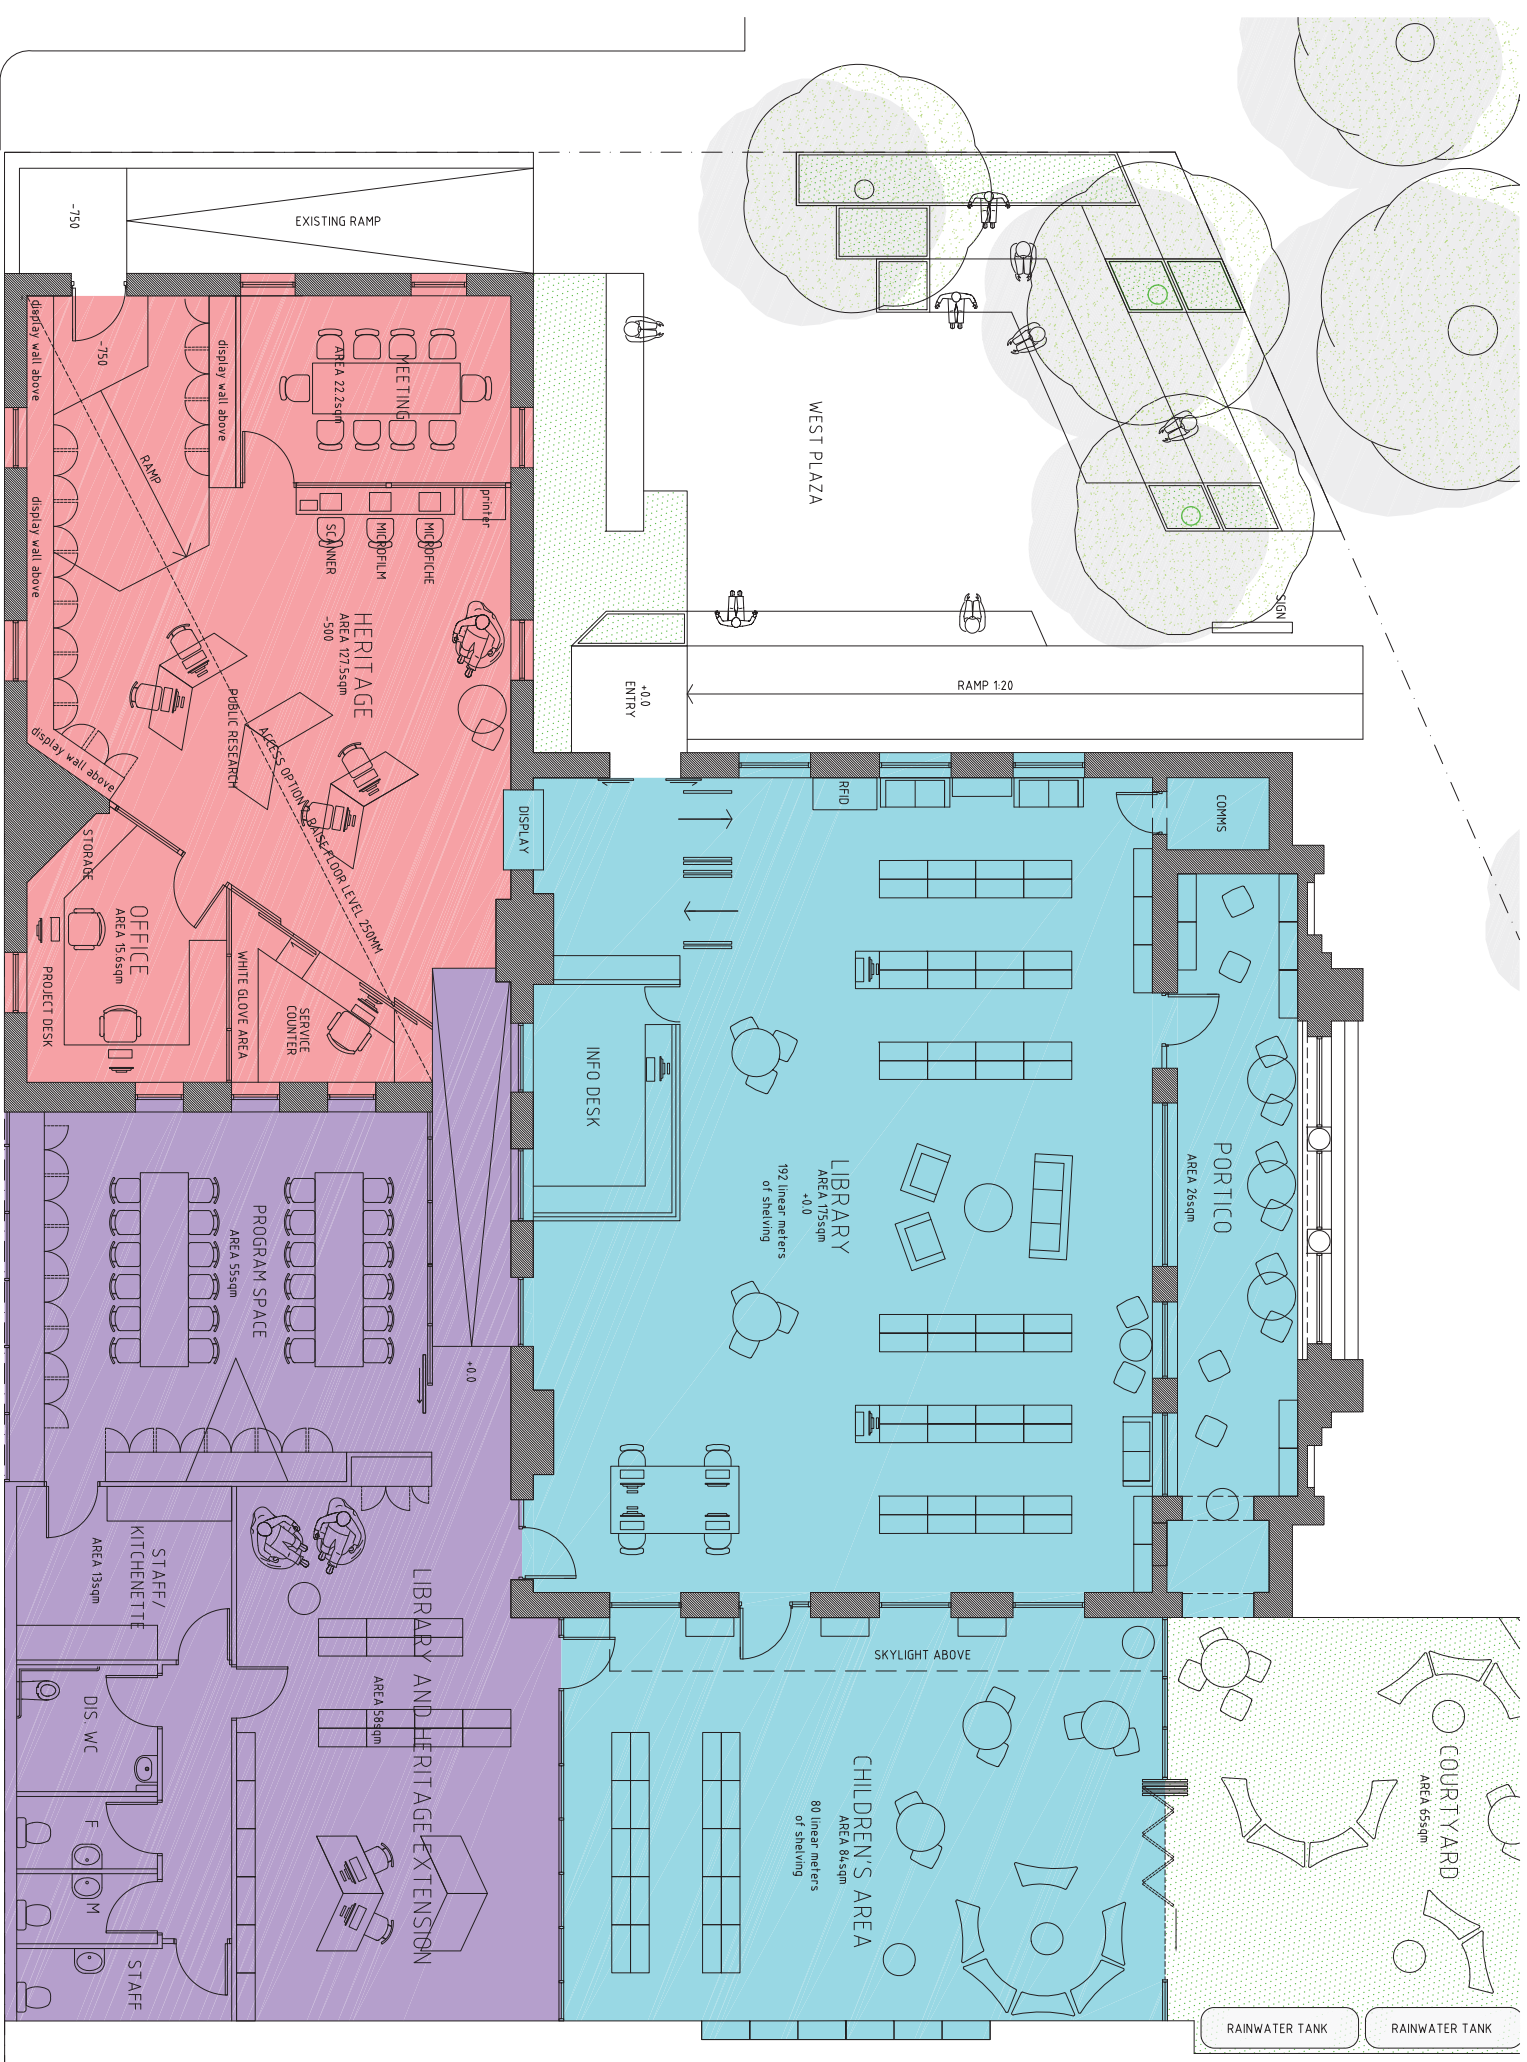 -750
EXISTING RAMP
-750
display wall above
display wall above
MEETING
AREA 22.2sqm
RAMP
display wall above
printer
SCANNER
MICROFILM
MICROFICHE
WEST PLAZA
SIGN
HERITAGE
AREA 127.5sqm
-500
+0.0
ENTRY
RAMP 1:20
PUBLIC RESEARCH
ACCESS OPTION - RAISE FLOOR LEVEL 250MM
display wall above
DISPLAY
RFID
COMMS
STORAGE
OFFICE
AREA 15.6sqm
PROJECT DESK
WHITE GLOVE AREA
SERVICE
COUNTER
INFO DESK
LIBRARY
AREA 175sqm
+0.0
192 linear meters
of shelving
PORTICO
AREA 26sqm
PROGRAM SPACE
AREA 55sqm
+0.0
STAFF/
KITCHENETTE
AREA 13sqm
LIBRARY AND HERITAGE EXTENSION
AREA 58sqm
SKYLIGHT ABOVE
DIS. WC
F
M
STAFF
CHILDREN'S AREA
AREA 84sqm
80 linear meters
of shelving
COURTYARD
AREA 65sqm
RAINWATER TANK
RAINWATER TANK